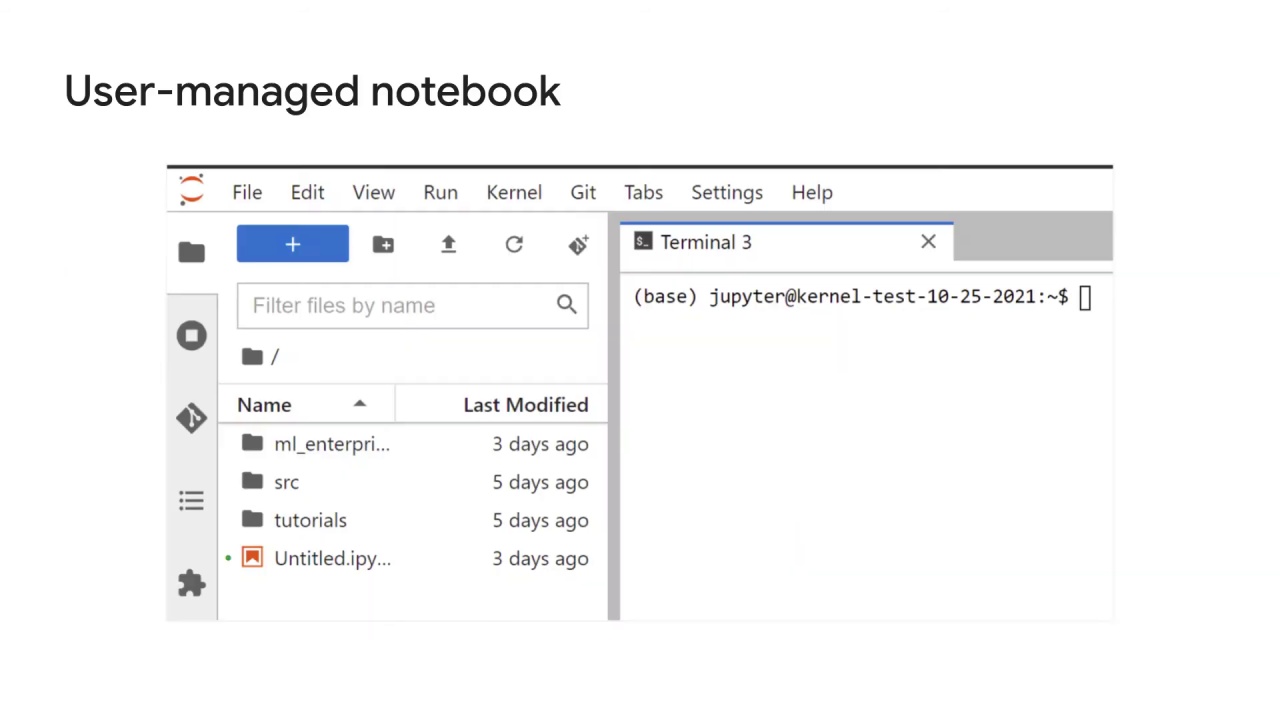 User-managed notebook
File Edit View Run Kernel Git Tabs Settings Help
+
Terminal 3
Filter files by name
(base) jupyter@kernel-test-10-25-2021:~$
/
Name Last Modified
ml_enterpri... 3 days ago
src 5 days ago
tutorials 5 days ago
Untitled.ipy... 3 days ago